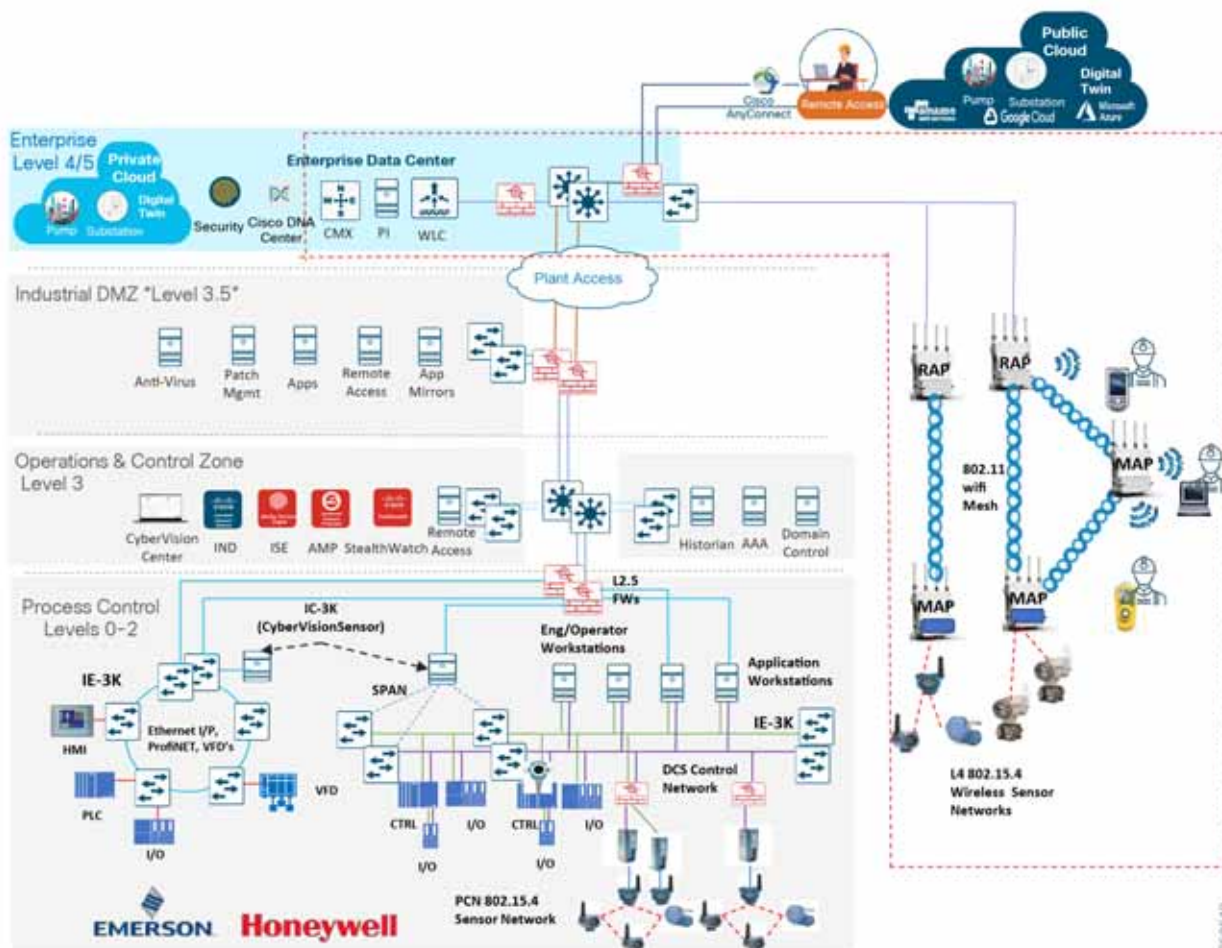 Public
Cloud
Digital
Twin
Pump
Substation
Google Cloud
Microsoft
Azure
Cisco
AnyConnect
Remote Access
Enterprise
Level 4/5
Private
Cloud
Digital
Twin
Pump
Substation
Security
Cisco DNA
Center
Enterprise Data Center
CMX
PI
WLC
Plant Access
Industrial DMZ "Level 3.5"
Anti-Virus
Patch
Mgmt
Apps
Remote
Access
App
Mirrors
RAP
RAP
MAP
802.11
wifi
Mesh
MAP
MAP
Operations & Control Zone
Level 3
CyberVision
Center
IND
ISE
AMP
StealthWatch
Remote
Access
Historian
AAA
Domain
Control
Process Control
Levels 0-2
L2.5
FWs
IC-3K
(CyberVisionSensor)
Eng/Operator
Workstations
Application
Workstations
IE-3K
SPAN
IE-3K
HMI
Ethernet I/P,
ProfiNET, VFD's
PLC
VFD
I/O
DCS Control
Network
CTRL
I/O
CTRL
I/O
I/O
I/O
L4 802.15.4
Wireless Sensor
Networks
PCN 802.15.4
Sensor Network
EMERSON
Honeywell